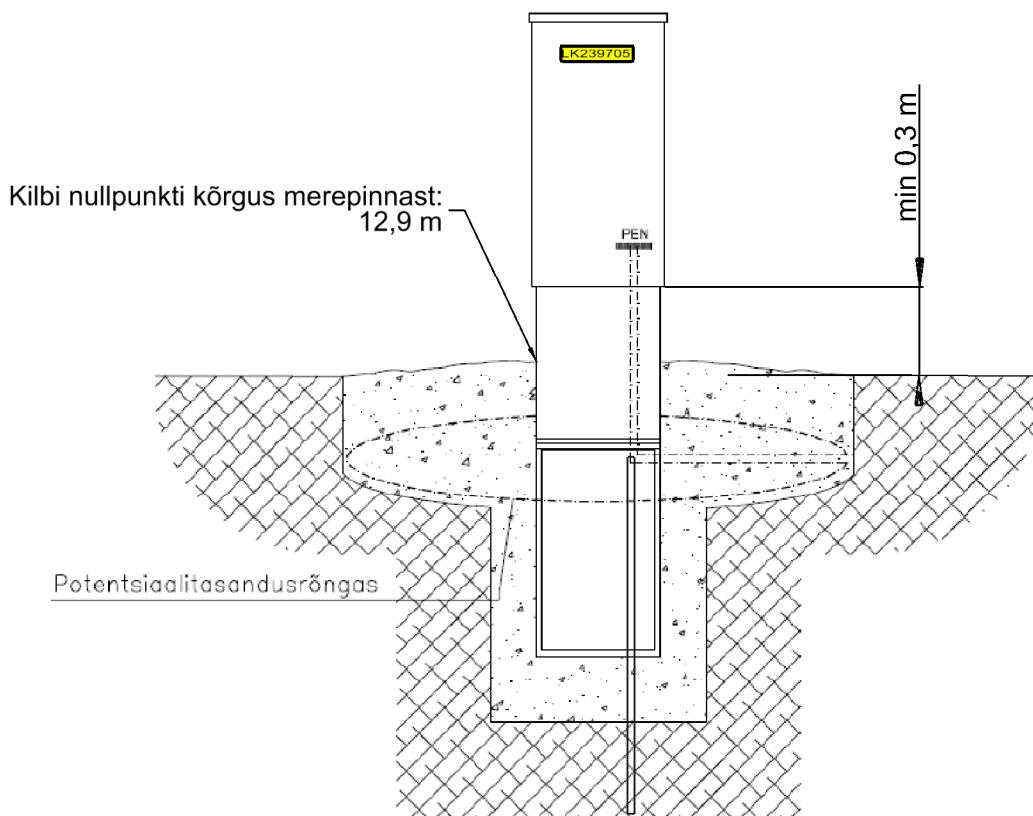 LK239705
min 0,3 m
Kilbi nullpunkti kõrgus merepinnast:
12,9 m
PEN
Potentsiaalitasandusrõngas